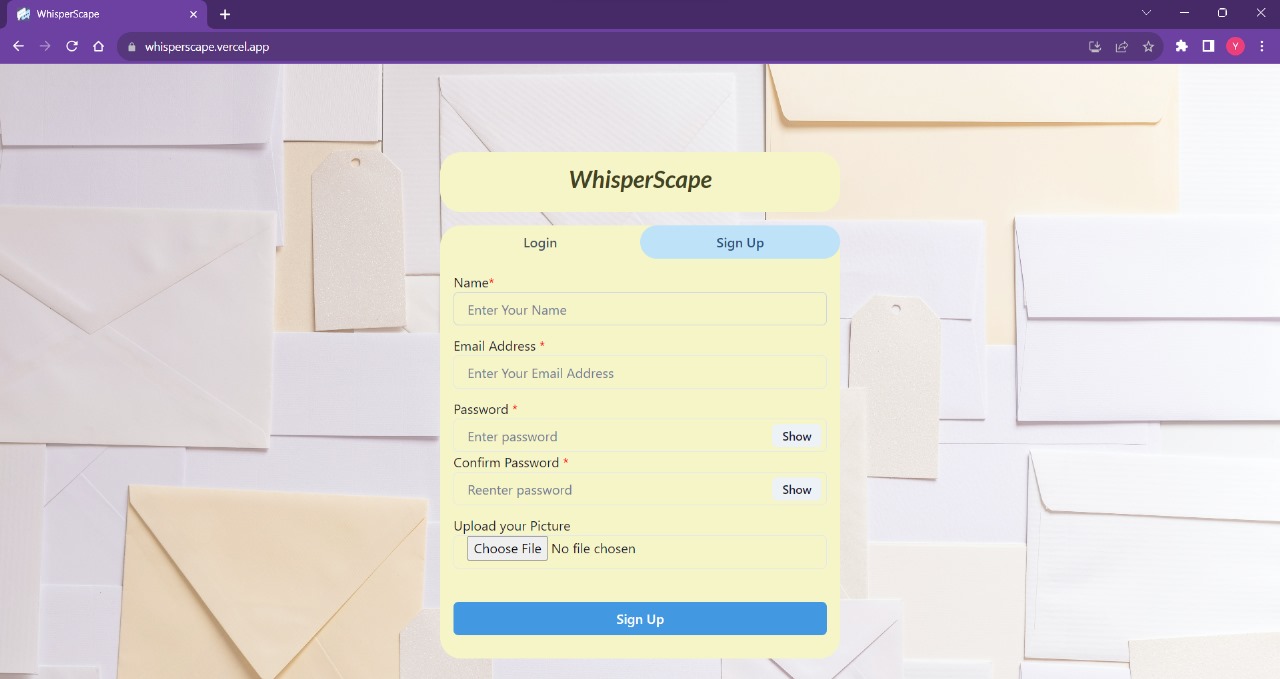 WhisperScape
whisperscape.vercel.app
Y
WhisperScape
Login Sign Up
Name*
Enter Your Name
Email Address *
Enter Your Email Address
Password *
Enter password Show
Confirm Password *
Reenter password Show
Upload your Picture
Choose File No file chosen
Sign Up